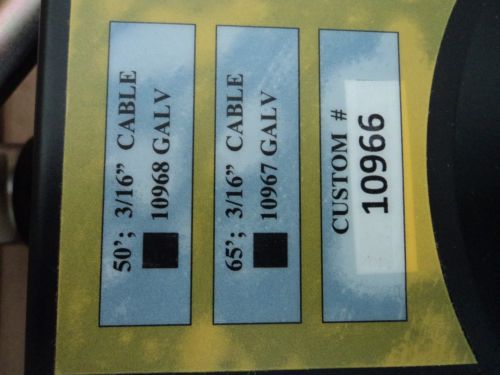 50'; 3/16" CABLE
10968 GALV
65'; 3/16" CABLE
10967 GALV
CUSTOM #
10966